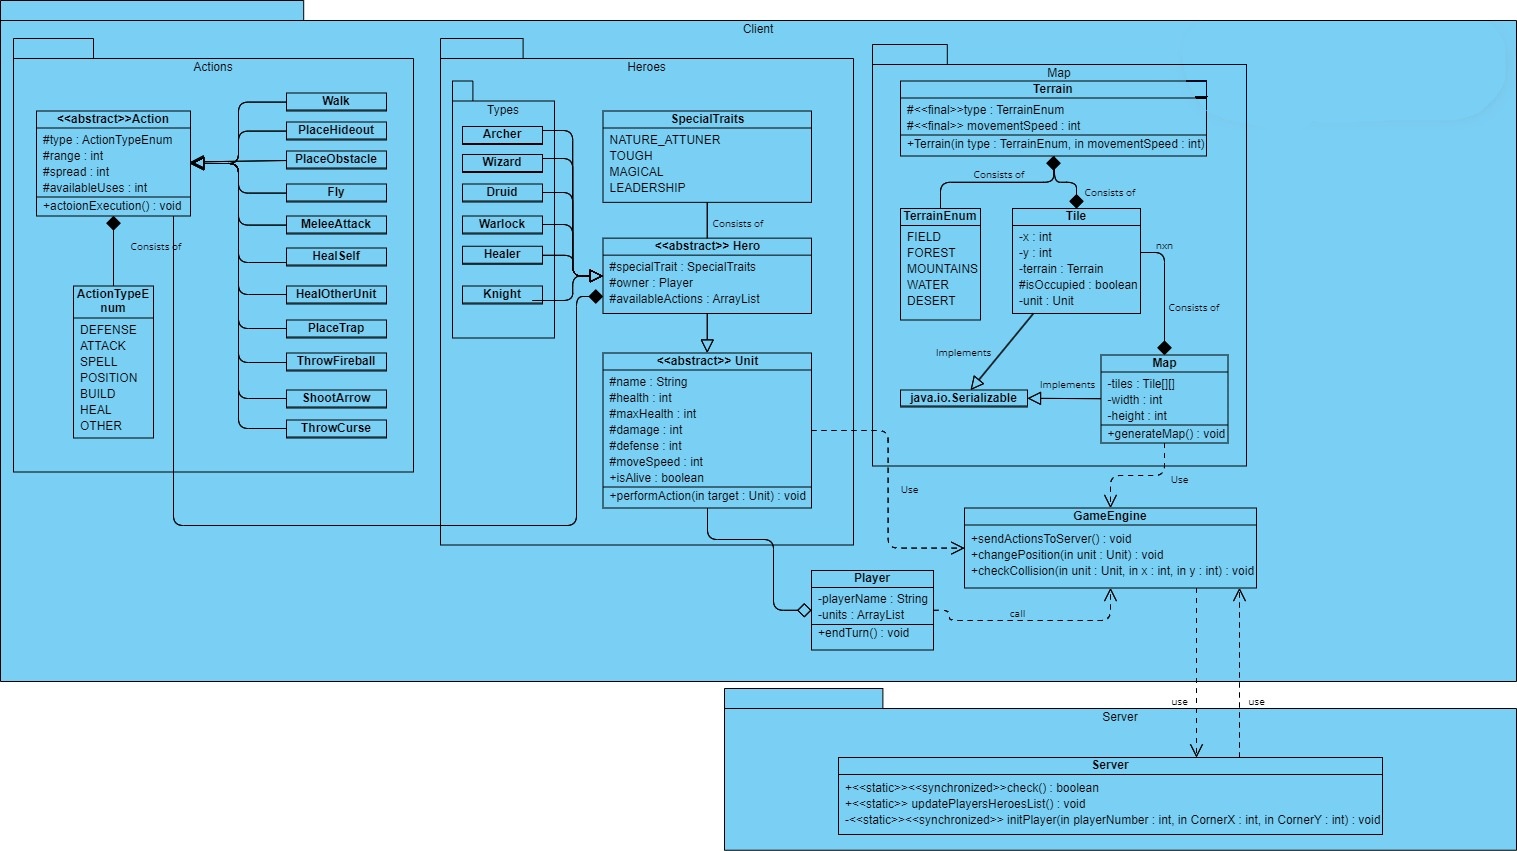 Client
Actions
<<abstract>>Action
#type : ActionTypeEnum
#range : int
#spread : int
#availableUses : int
+actoionExecution() : void
Consists of
ActionTypeE
num
DEFENSE
ATTACK
SPELL
POSITION
BUILD
HEAL
OTHER
Walk
PlaceHideout
PlaceObstacle
Fly
MeleeAttack
HealSelf
HealOtherUnit
PlaceTrap
ThrowFireball
ShootArrow
ThrowCurse
Heroes
Types
Archer
Wizard
Druid
Warlock
Healer
Knight
SpecialTraits
NATURE_ATTUNER
TOUGH
MAGICAL
LEADERSHIP
Consists of
<<abstract>> Hero
#specialTrait : SpecialTraits
#owner : Player
#availableActions : ArrayList
<<abstract>> Unit
#name : String
#health : int
#maxHealth : int
#damage : int
#defense : int
#moveSpeed : int
+isAlive : boolean
+performAction(in target : Unit) : void
Map
Terrain
#<<final>>type : TerrainEnum
#<<final>> movementSpeed : int
+Terrain(in type : TerrainEnum, in movementSpeed : int)
Consists of
Consists of
TerrainEnum
FIELD
FOREST
MOUNTAINS
WATER
DESERT
Tile
-x : int
-y : int
-terrain : Terrain
#isOccupied : boolean
-unit : Unit
nxn
Consists of
Implements
Implements
java.io.Serializable
Map
-tiles : Tile[][]
-width : int
-height : int
+generateMap() : void
Use
Use
GameEngine
+sendActionsToServer() : void
+changePosition(in unit : Unit) : void
+checkCollision(in unit : Unit, in x : int, in y : int) : void
Player
-playerName : String
-units : ArrayList
+endTurn() : void
call
use
use
Server
Server
+<<static>><<synchronized>>check() : boolean
+<<static>> updatePlayersHeroesList() : void
-<<static>><<synchronized>> initPlayer(in playerNumber : int, in CornerX : int, in CornerY : int) : void